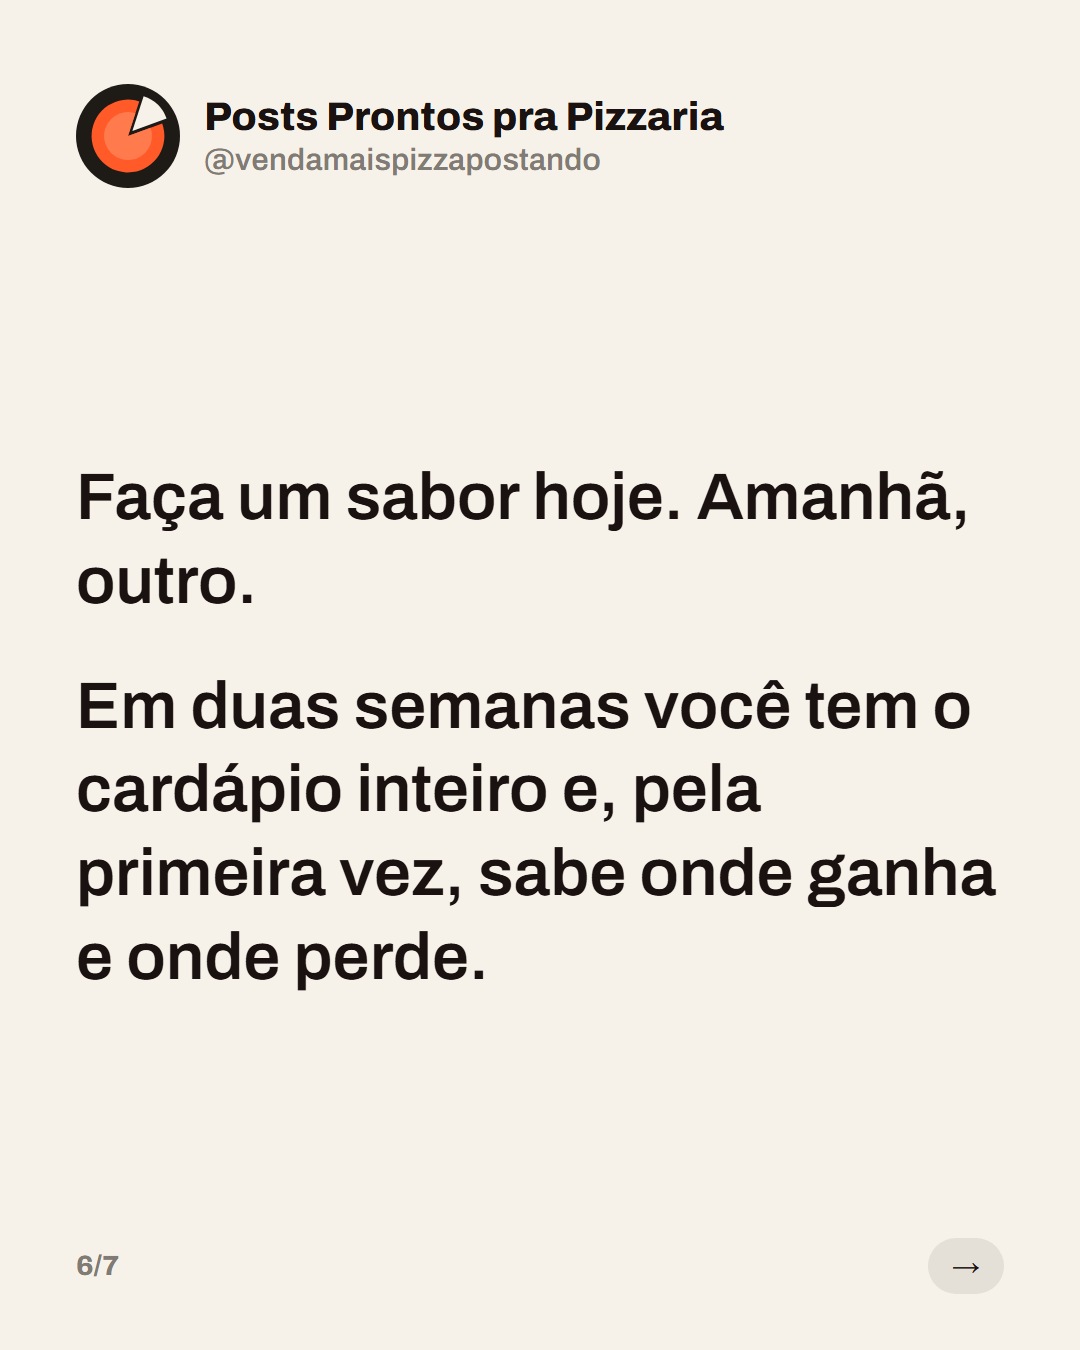 Posts Prontos pra Pizzaria
@vendamaispizzapostando
Faça um sabor hoje. Amanhã,
outro.
Em duas semanas você tem o
cardápio inteiro e, pela
primeira vez, sabe onde ganha
e onde perde.
6/7
→